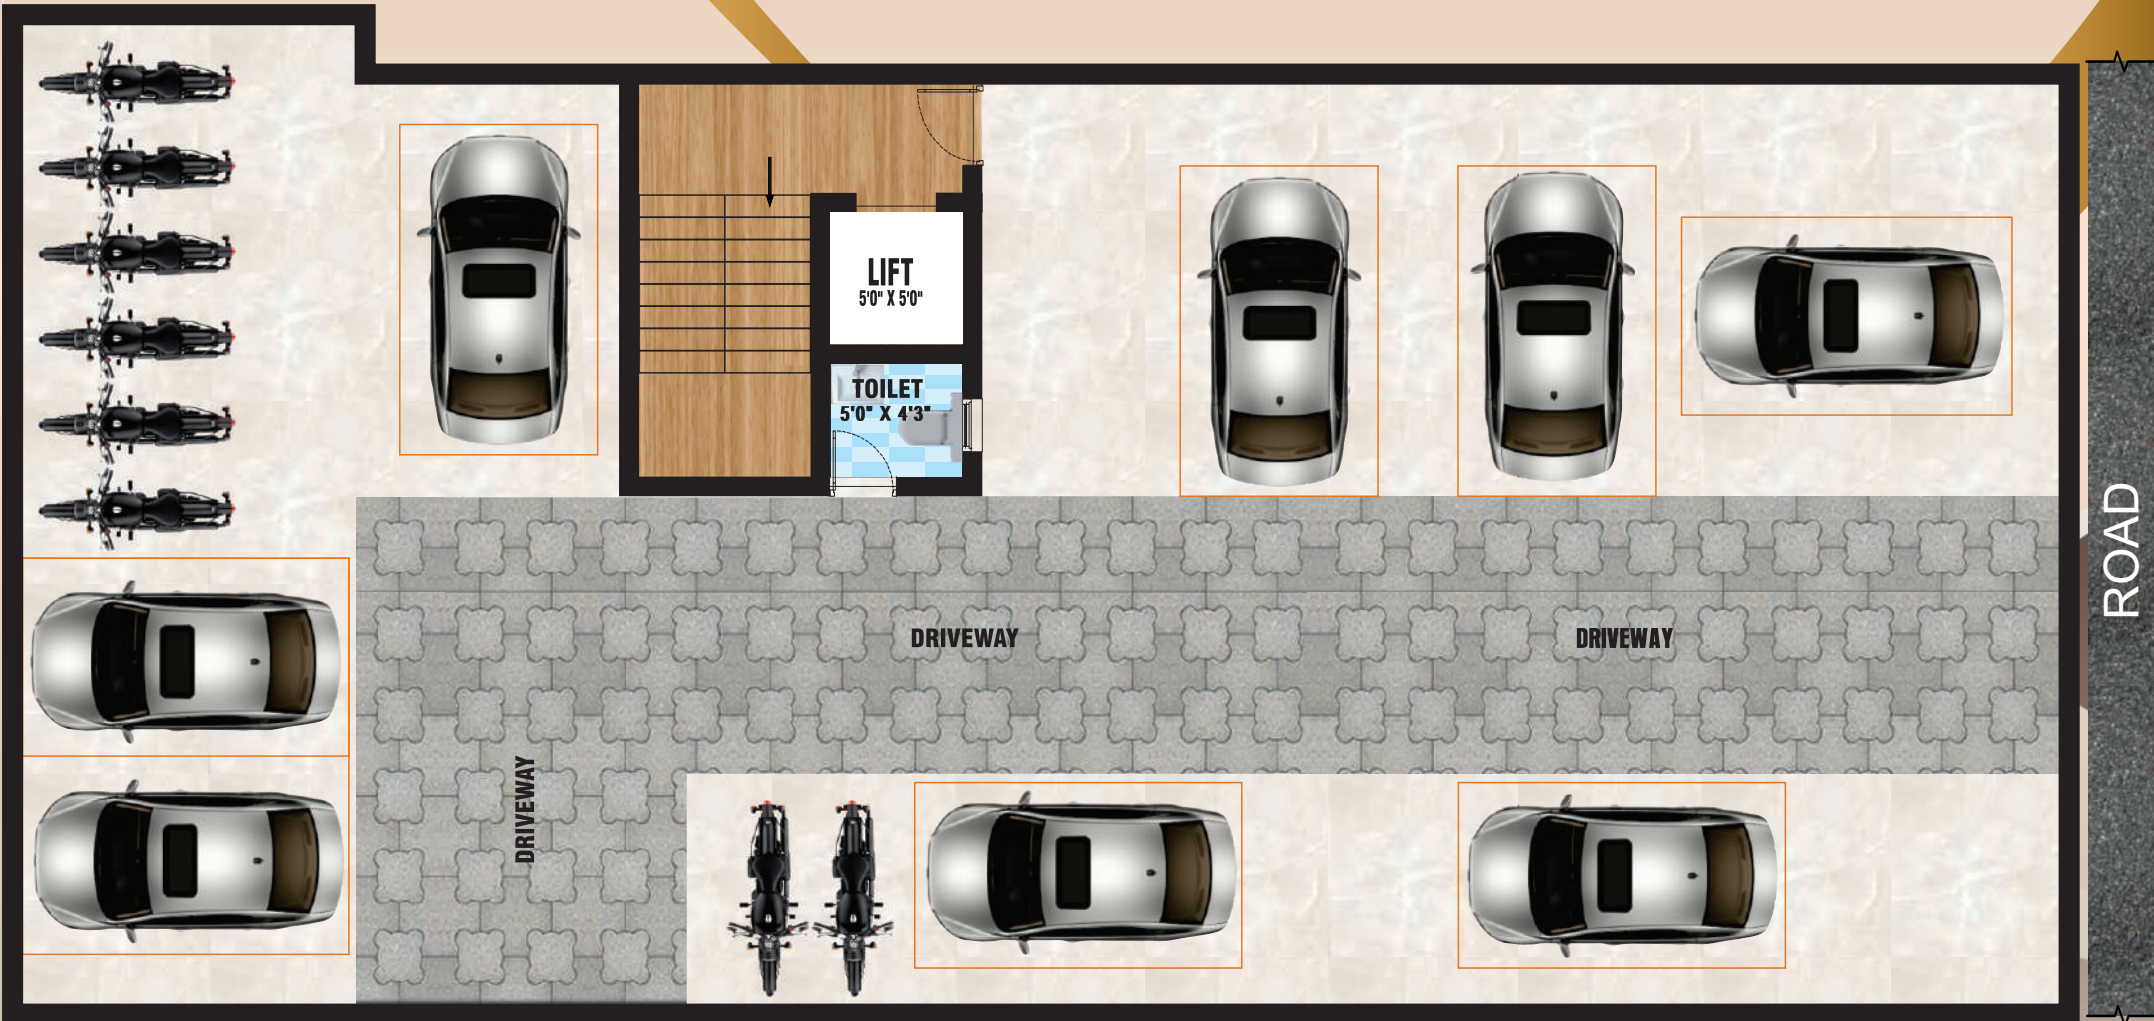 LIFT
5'0" X 5'0"
TOILET
5'0" X 4'3"
ROAD
DRIVEWAY
DRIVEWAY
DRIVEWAY